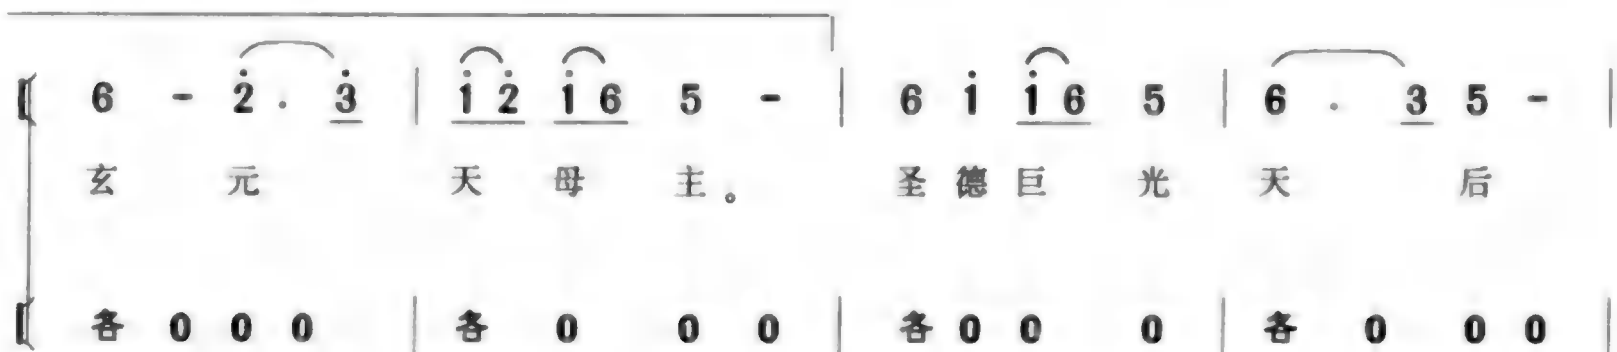 6 - 2̇ . 3̇ | 1̇ 2̇ 1̇ 6 5 - | 6 1̇ 1̇ 6 5 | 6 . 3 5 - |
玄 元 天 母 主。 圣 德 巨 光 天 后
各 0 0 0 | 各 0 0 0 | 各 0 0 0 | 各 0 0 0 |